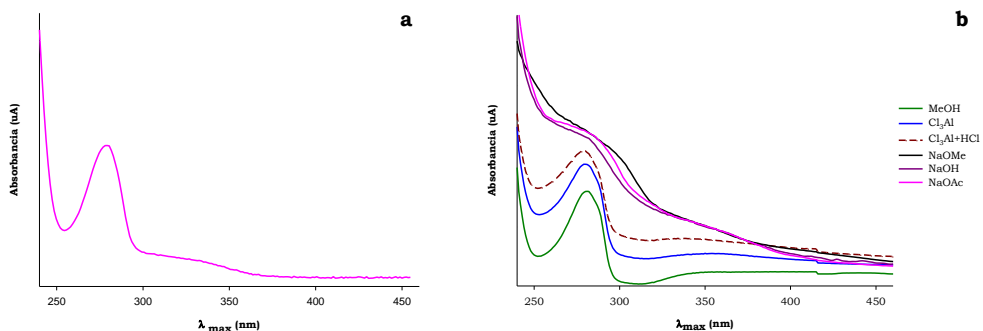 a
Absorbancia (uA)
250
300
350
400
450
λ max (nm)
b
Absorbancia (uA)
250
300
350
400
450
λmax (nm)
MeOH
Cl3Al
Cl3Al+HCl
NaOMe
NaOH
NaOAc